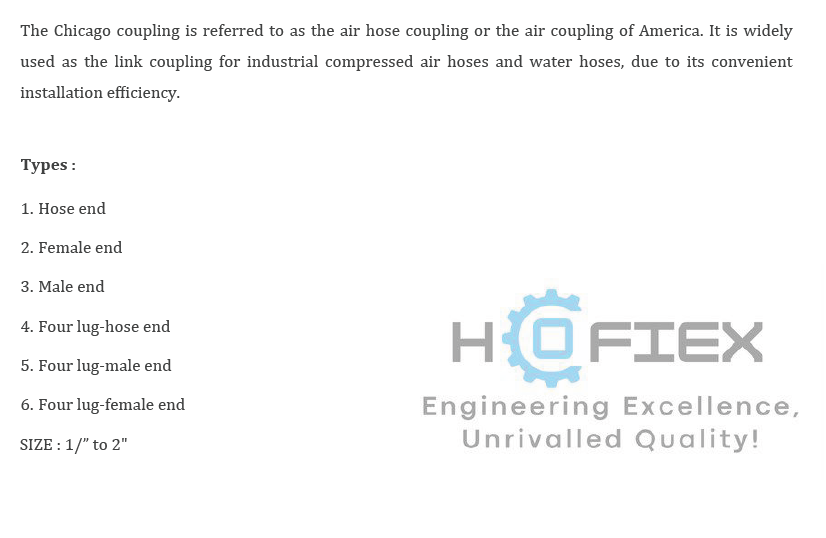 The Chicago coupling is referred to as the air hose coupling or the air coupling of America. It is widely
used as the link coupling for industrial compressed air hoses and water hoses, due to its convenient
installation efficiency.
Types :
1. Hose end
2. Female end
3. Male end
4. Four lug-hose end
5. Four lug-male end
6. Four lug-female end
SIZE : 1/” to 2"
HOFIEX
Engineering Excellence,
Unrivalled Quality!